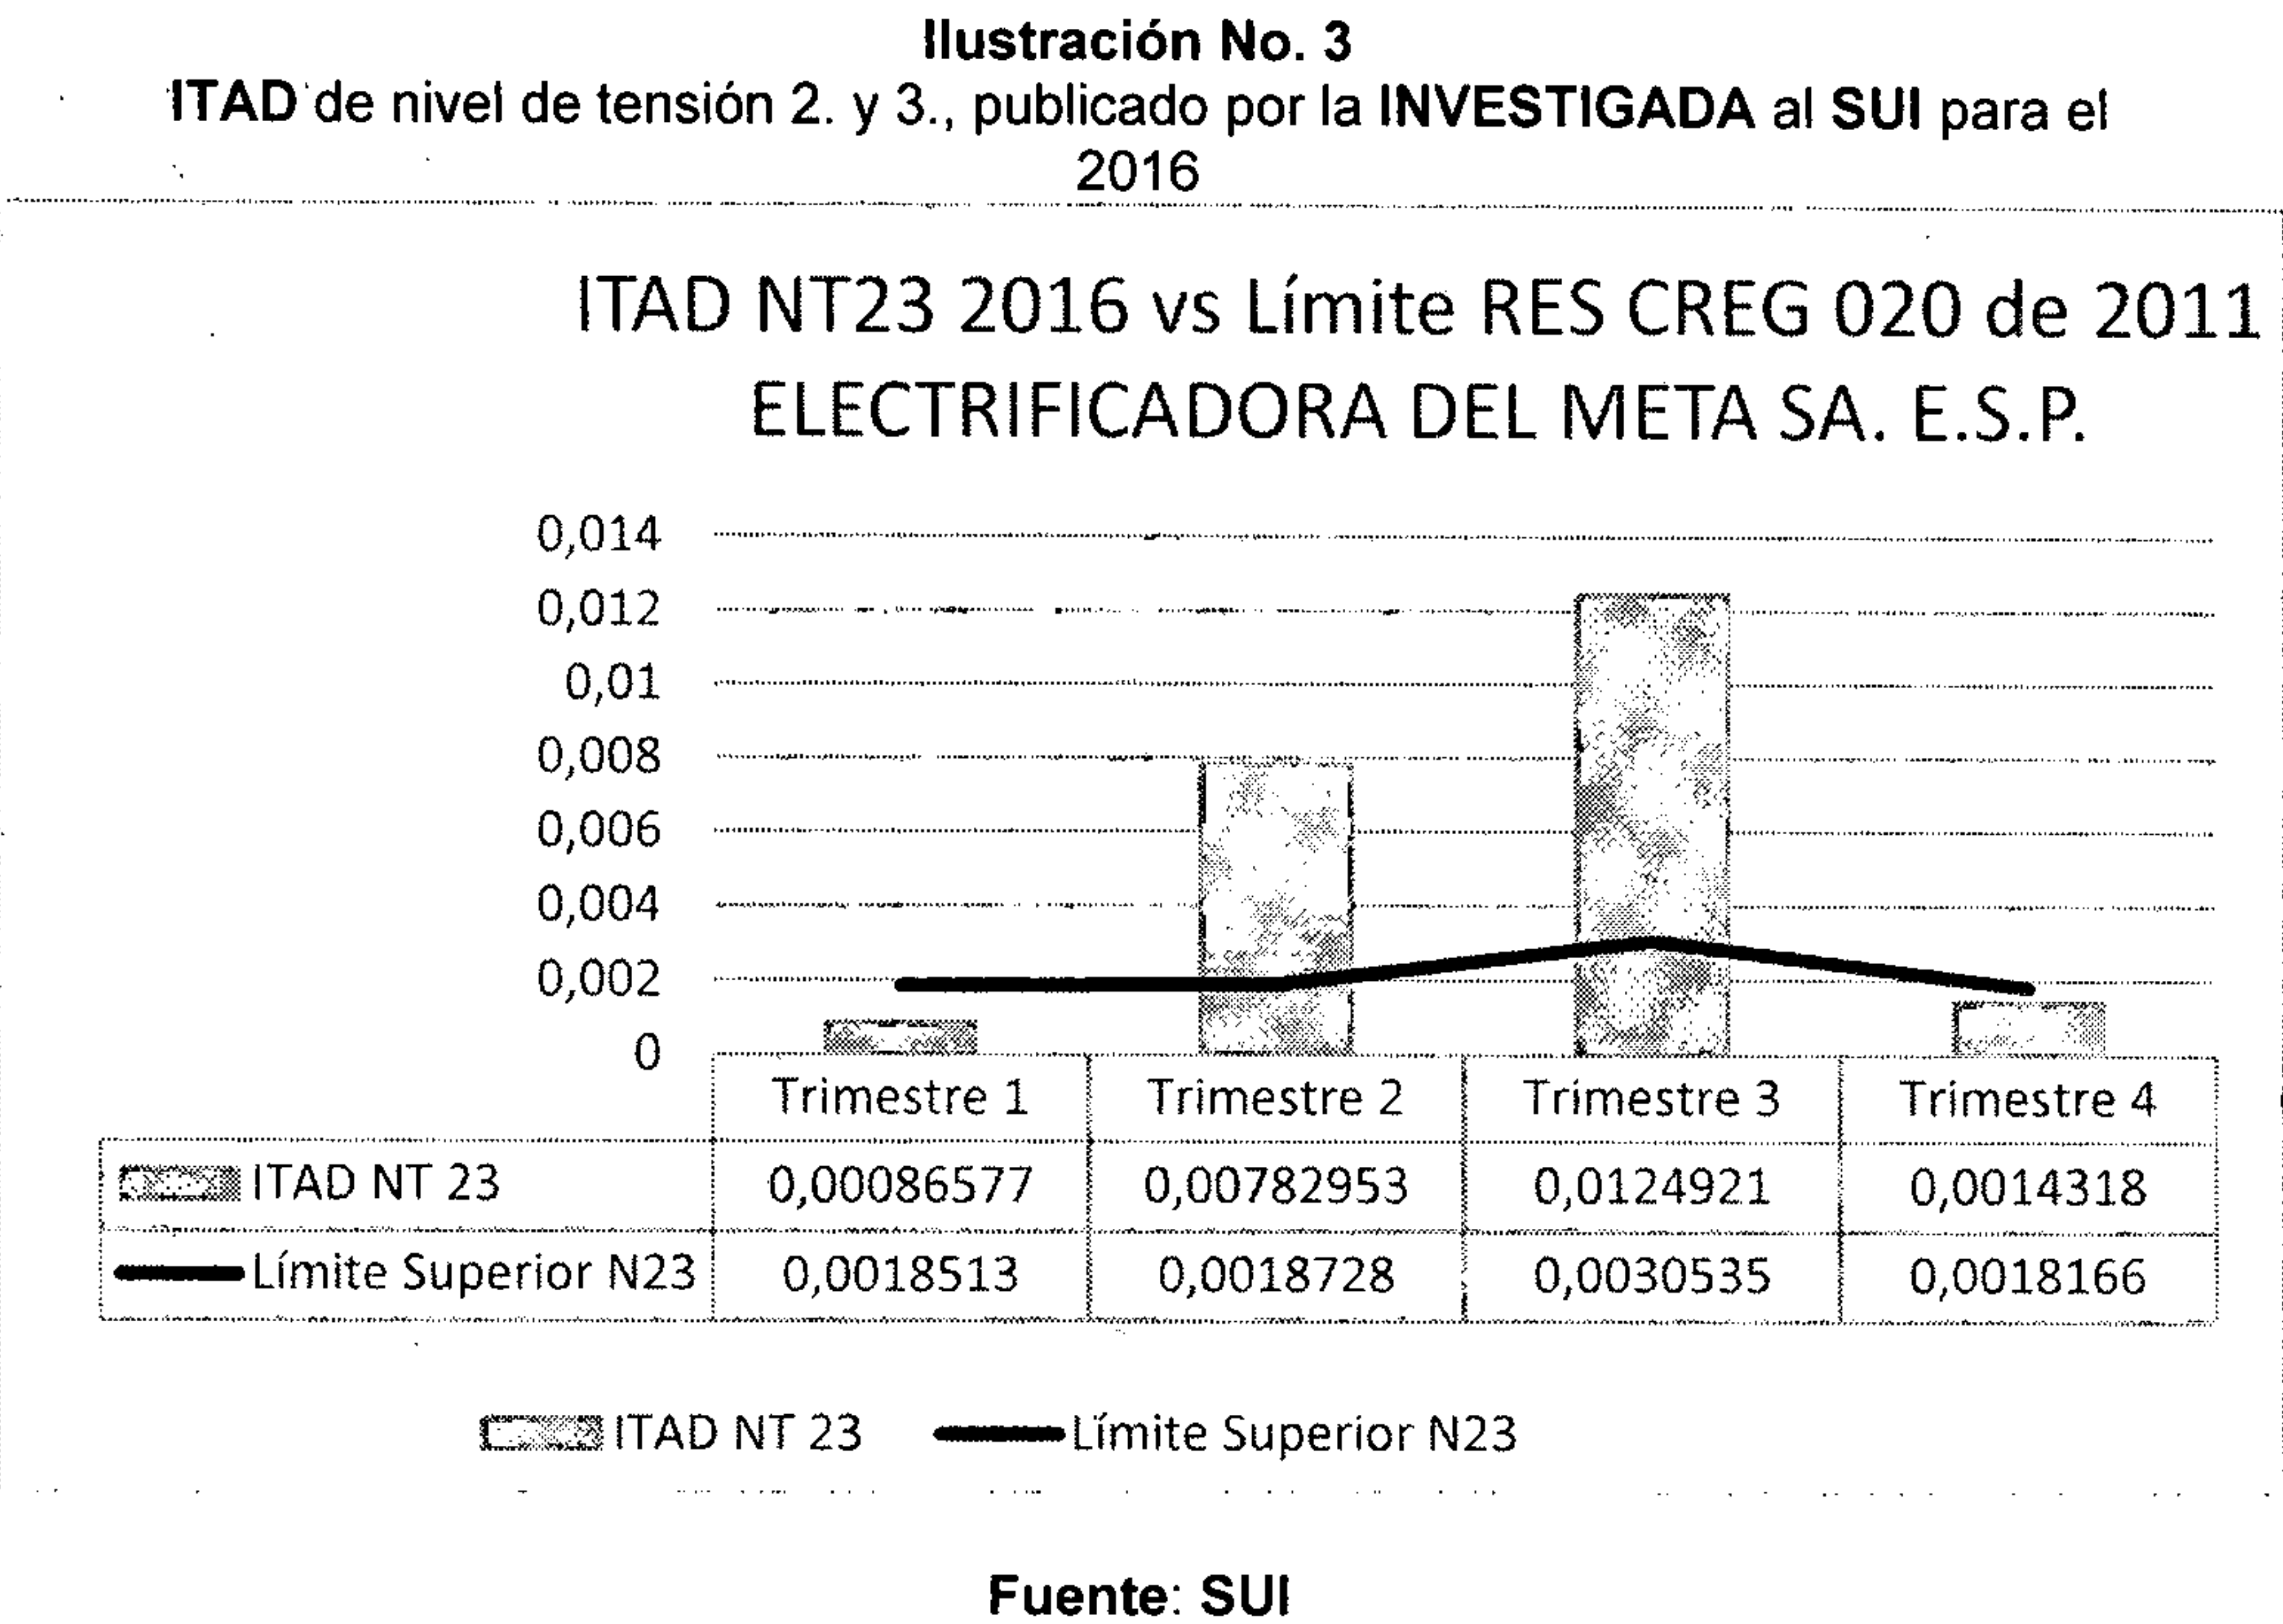 Ilustración No. 3
ITAD de nivel de tensión 2. y 3., publicado por la INVESTIGADA al SUI para el
2016
ITAD NT23 2016 vs Límite RES CREG 020 de 2011
ELECTRIFICADORA DEL META SA. E.S.P.
0,014
0,012
0,01
0,008
0,006
0,004
0,002
0
Trimestre 1 Trimestre 2 Trimestre 3 Trimestre 4
ITAD NT 23 0,00086577 0,00782953 0,0124921 0,0014318
Límite Superior N23 0,0018513 0,0018728 0,0030535 0,0018166
ITAD NT 23 Límite Superior N23
Fuente: SUI